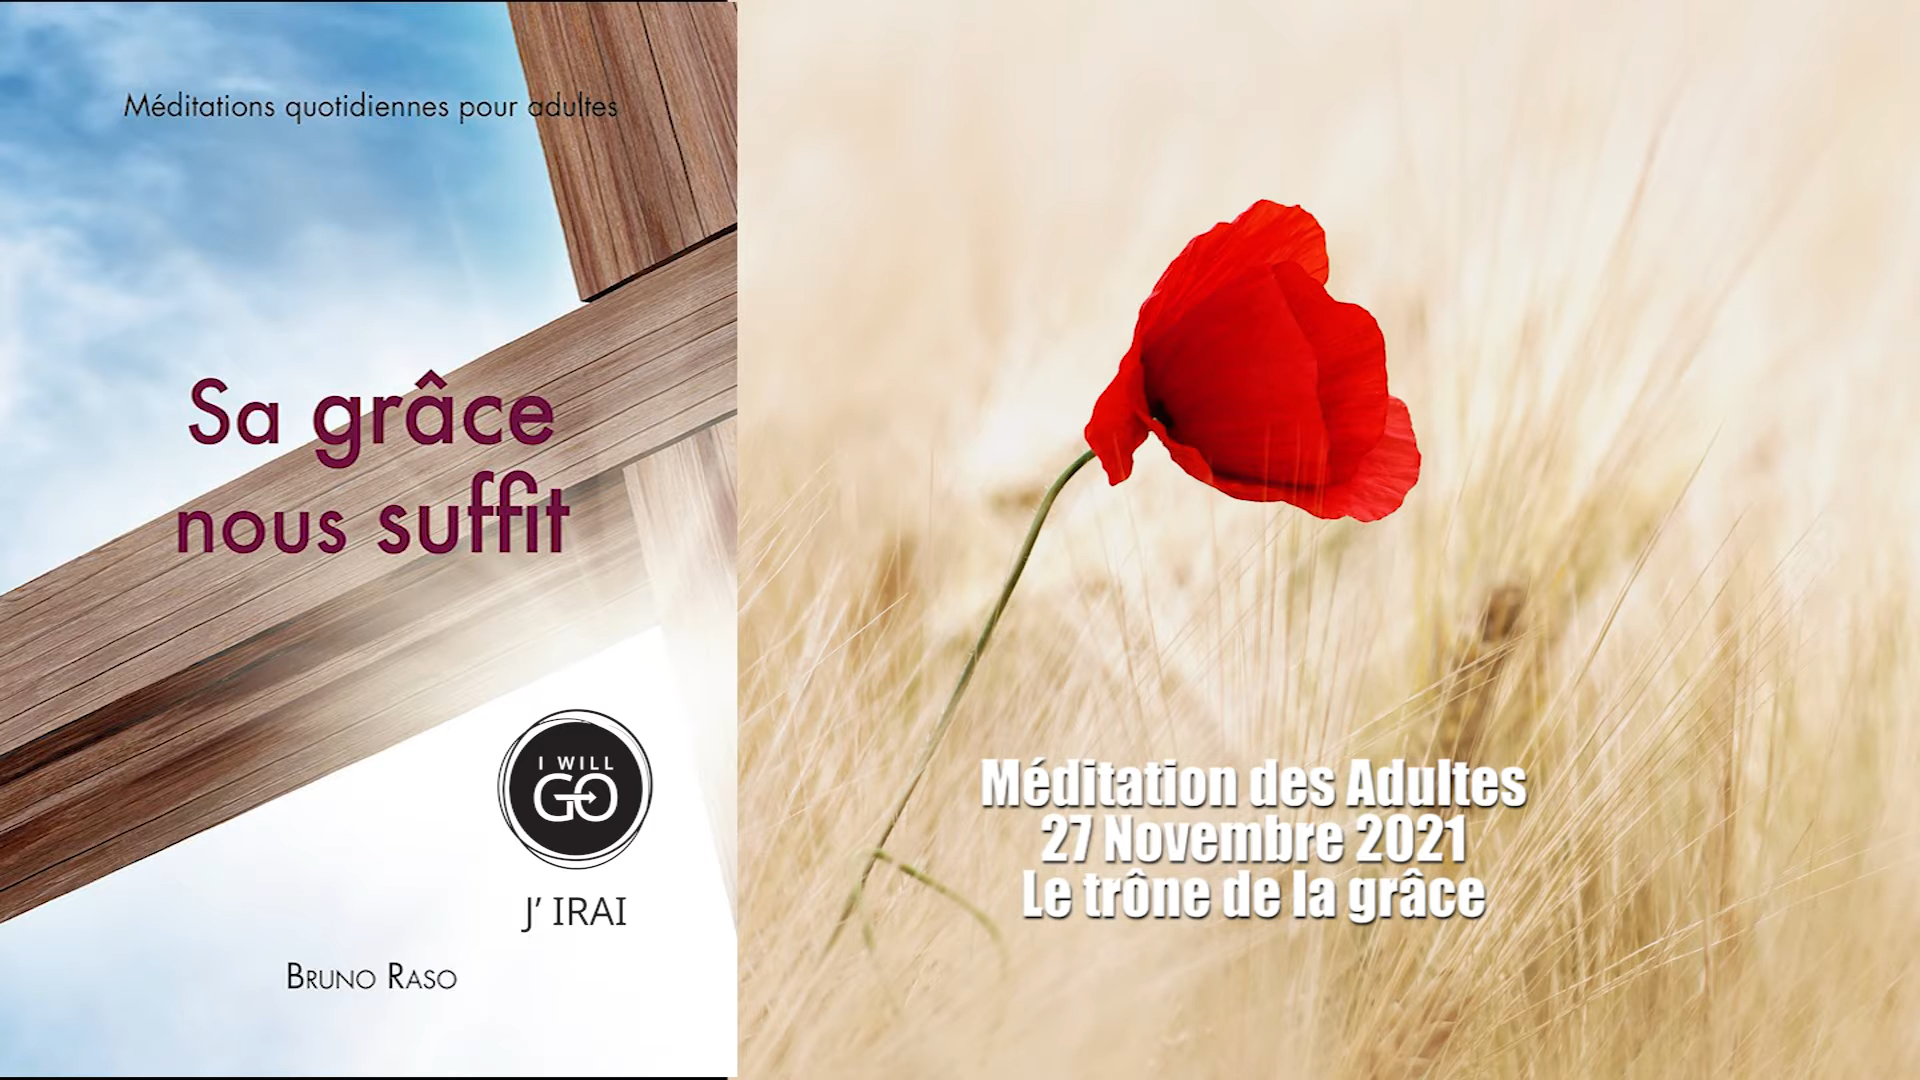 Méditations quotidiennes pour adultes
Sa grâce
nous suffit
I WILL
GO
J' IRAI
BRUNO RASO
Méditation des Adultes
27 Novembre 2021
Le trône de la grâce